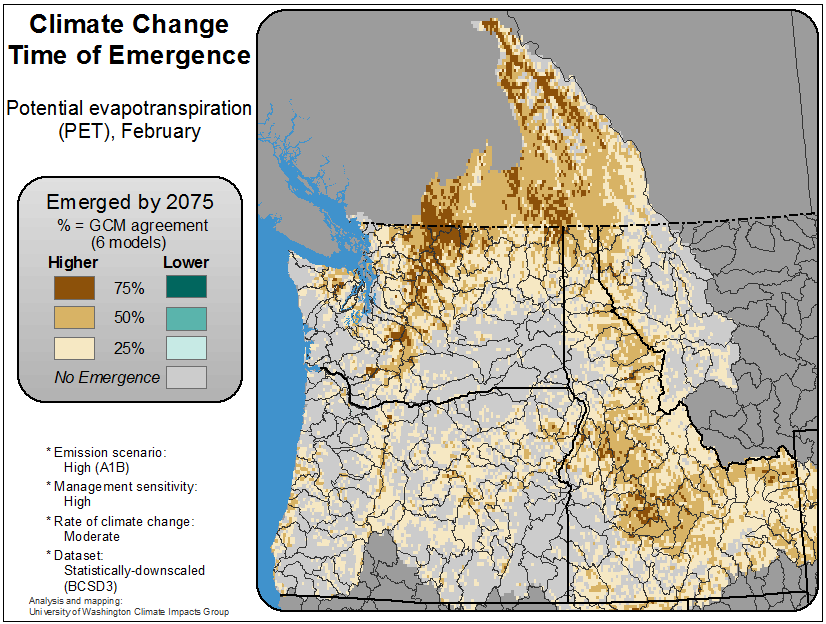 Climate Change
Time of Emergence
Potential evapotranspiration
(PET), February
Emerged by 2075
% = GCM agreement
(6 models)
Higher Lower
75%
50%
25%
No Emergence
* Emission scenario:
High (A1B)
* Management sensitivity:
High
* Rate of climate change:
Moderate
* Dataset:
Statistically-downscaled
(BCSD3)
Analysis and mapping:
University of Washington Climate Impacts Group